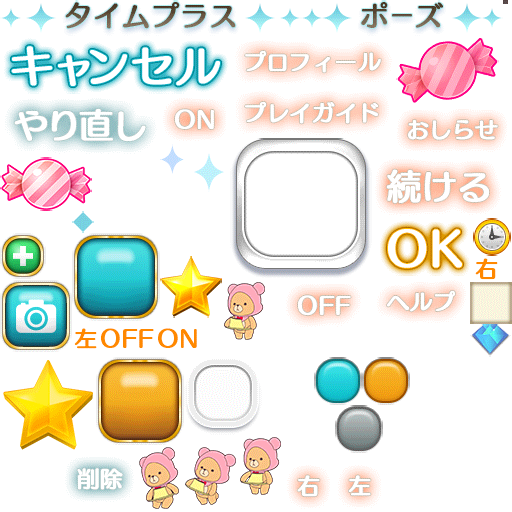 タイムプラス
ポーズ
キャンセル
プロフィール
やり直し
ON
プレイガイド
おしらせ
続ける
OK
右
OFF
ヘルプ
左OFFON
削除
右
左